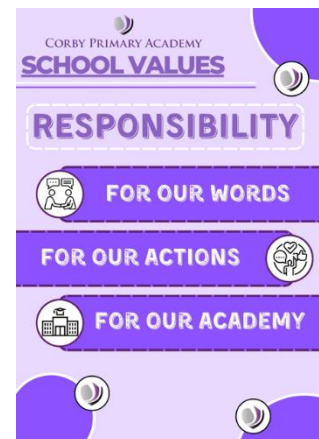 CORBY PRIMARY ACADEMY
SCHOOL VALUES
RESPONSIBILITY
FOR OUR WORDS
FOR OUR ACTIONS
FOR OUR ACADEMY